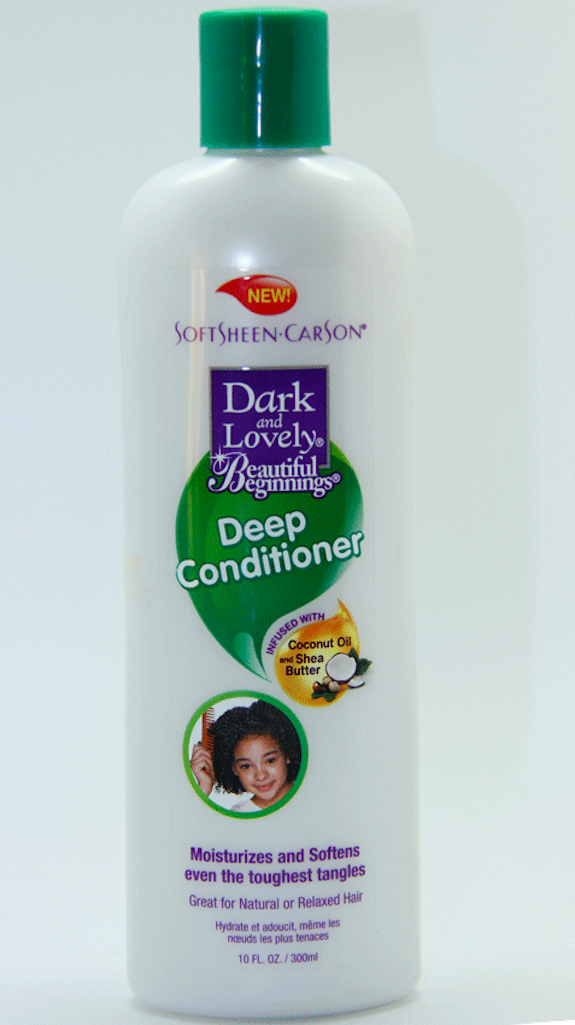 NEW!
SOFTSHEEN·CARSON®
Dark
and
Lovely®
Beautiful
Beginnings®
Deep
Conditioner
INFUSED WITH
Coconut Oil
and Shea
Butter
Moisturizes and Softens
even the toughest tangles
Great for Natural or Relaxed Hair
Hydrate et adoucit, même les
nœuds les plus tenaces
10 FL. OZ. / 300ml